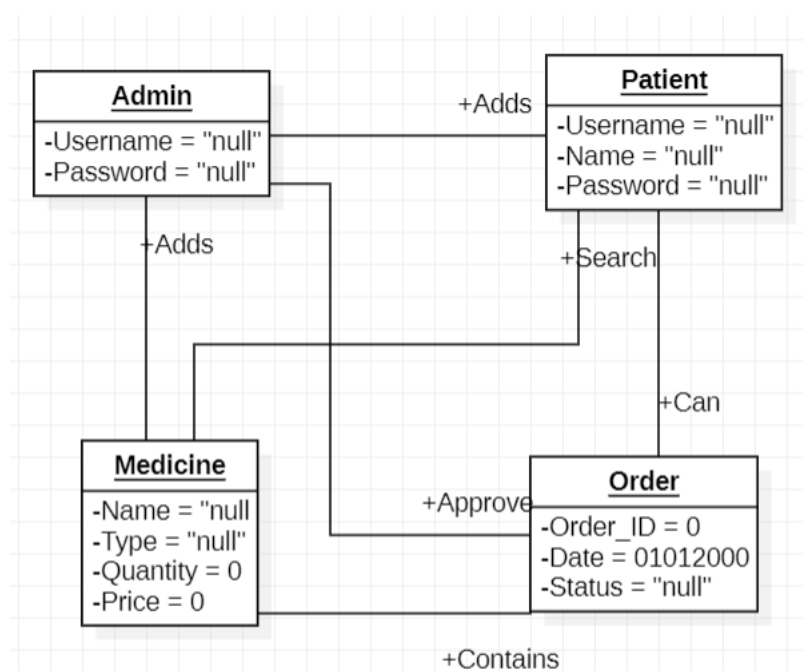 Admin
-Username = "null"
-Password = "null"
+Adds
Patient
-Username = "null"
-Name = "null"
-Password = "null"
+Adds
+Search
+Can
Medicine
-Name = "null
-Type = "null"
-Quantity = 0
-Price = 0
+Approve
Order
-Order_ID = 0
-Date = 01012000
-Status = "null"
+Contains